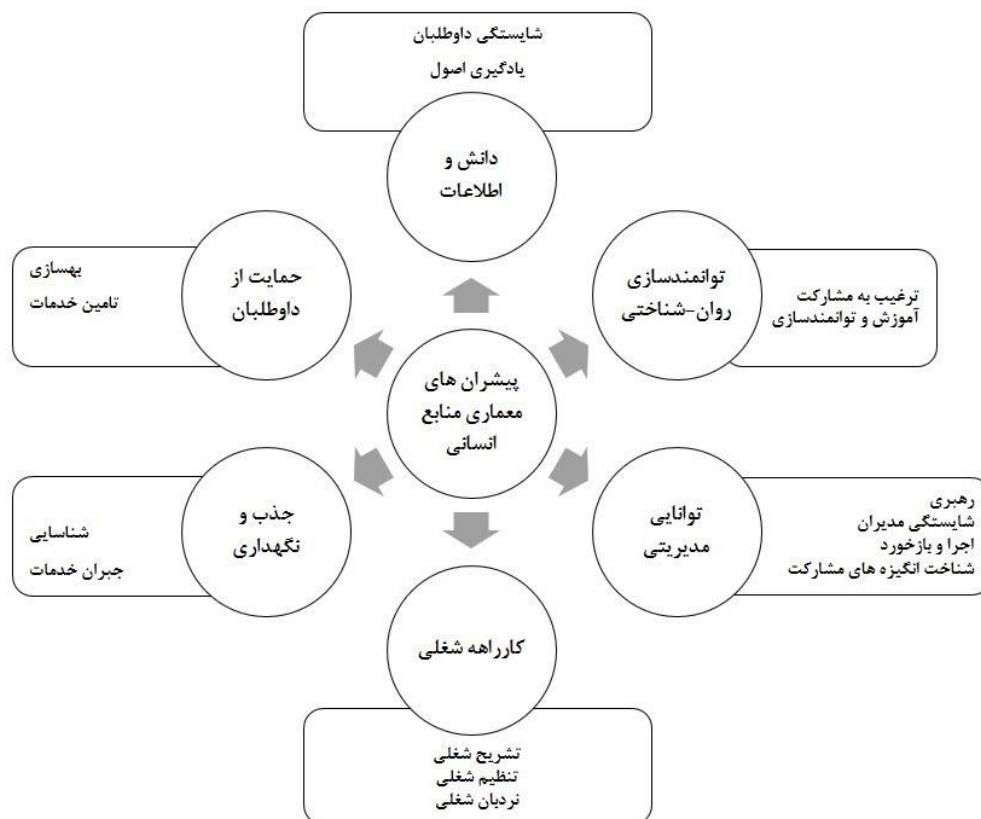 شایستگی داوطلبان
یادگیری اصول
دانش و
اطلاعات
توانمندسازی
روان-شناختی
ترغیب به مشارکت
آموزش و توانمندسازی
حمایت از
داوطلبان
بهسازی
تامین خدمات
پیشران های
معماری منابع
انسانی
توانایی
مدیریتی
رهبری
شایستگی مدیران
اجرا و بازخورد
شناخت انگیزه های مشارکت
جذب و
نگهداری
شناسایی
جبران خدمات
کارراهه شغلی
تشریح شغلی
تنظیم شغلی
نردبان شغلی